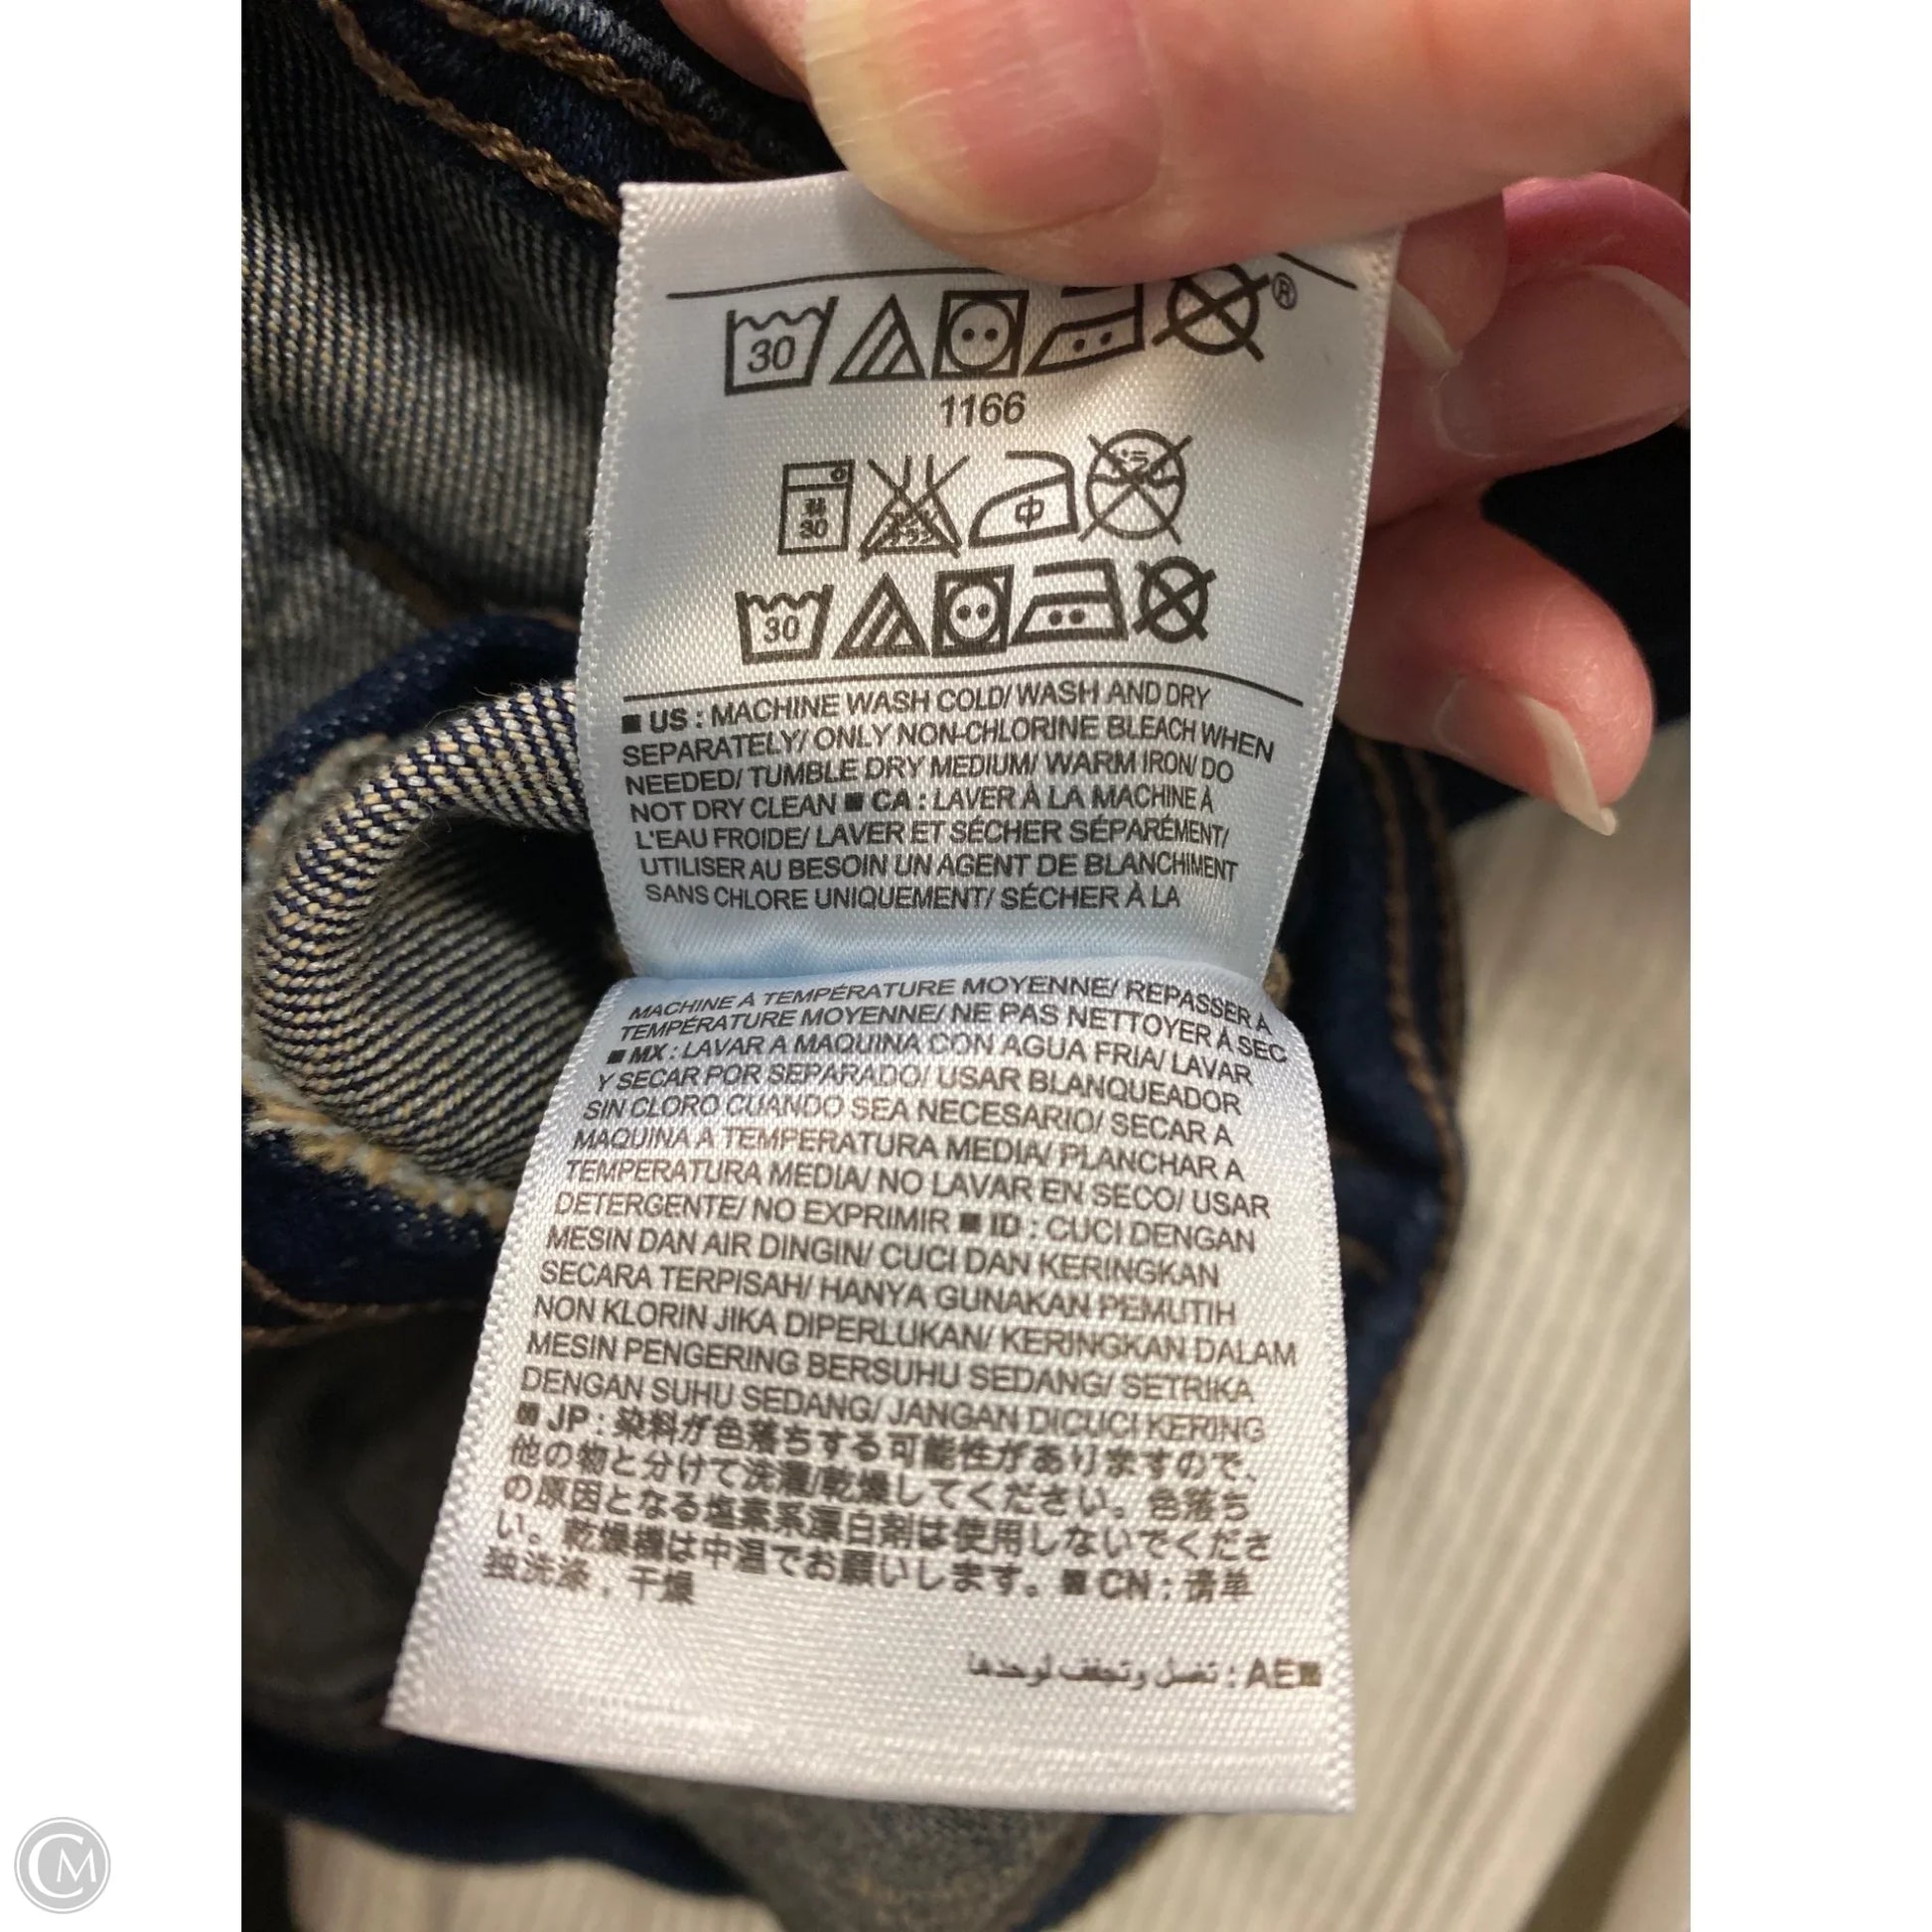 30
®
1166
30
中
30
■ US : MACHINE WASH COLD/ WASH AND DRY
SEPARATELY/ ONLY NON-CHLORINE BLEACH WHEN
NEEDED/ TUMBLE DRY MEDIUM/ WARM IRON/ DO
NOT DRY CLEAN ■ CA : LAVER À LA MACHINE À
L'EAU FROIDE/ LAVER ET SÉCHER SÉPARÉMENT/
UTILISER AU BESOIN UN AGENT DE BLANCHIMENT
SANS CHLORE UNIQUEMENT/ SÉCHER À LA
MACHINE À TEMPÉRATURE MOYENNE/ REPASSER À
TEMPÉRATURE MOYENNE/ NE PAS NETTOYER À SEC
■ MX : LAVAR A MAQUINA CON AGUA FRIA/ LAVAR
Y SECAR POR SEPARADO/ USAR BLANQUEADOR
SIN CLORO CUANDO SEA NECESARIO/ SECAR A
MAQUINA A TEMPERATURA MEDIA/ PLANCHAR A
TEMPERATURA MEDIA/ NO LAVAR EN SECO/ USAR
DETERGENTE/ NO EXPRIMIR ■ ID : CUCI DENGAN
MESIN DAN AIR DINGIN/ CUCI DAN KERINGKAN
SECARA TERPISAH/ HANYA GUNAKAN PEMUTIH
NON KLORIN JIKA DIPERLUKAN/ KERINGKAN DALAM
MESIN PENGERING BERSUHU SEDANG/ SETRIKA
DENGAN SUHU SEDANG/ JANGAN DICUCI KERING
■ JP : 染料が色落ちする可能性がありますので、
他の物と分けて洗濯/乾燥してください。色落ち
の原因となる塩素系漂白剤は使用しないでくださ
い。乾燥機は中温でお願いします。■ CN : 请单
独洗涤，干燥
■AE : تغسل وتجفف لوحدها
CM